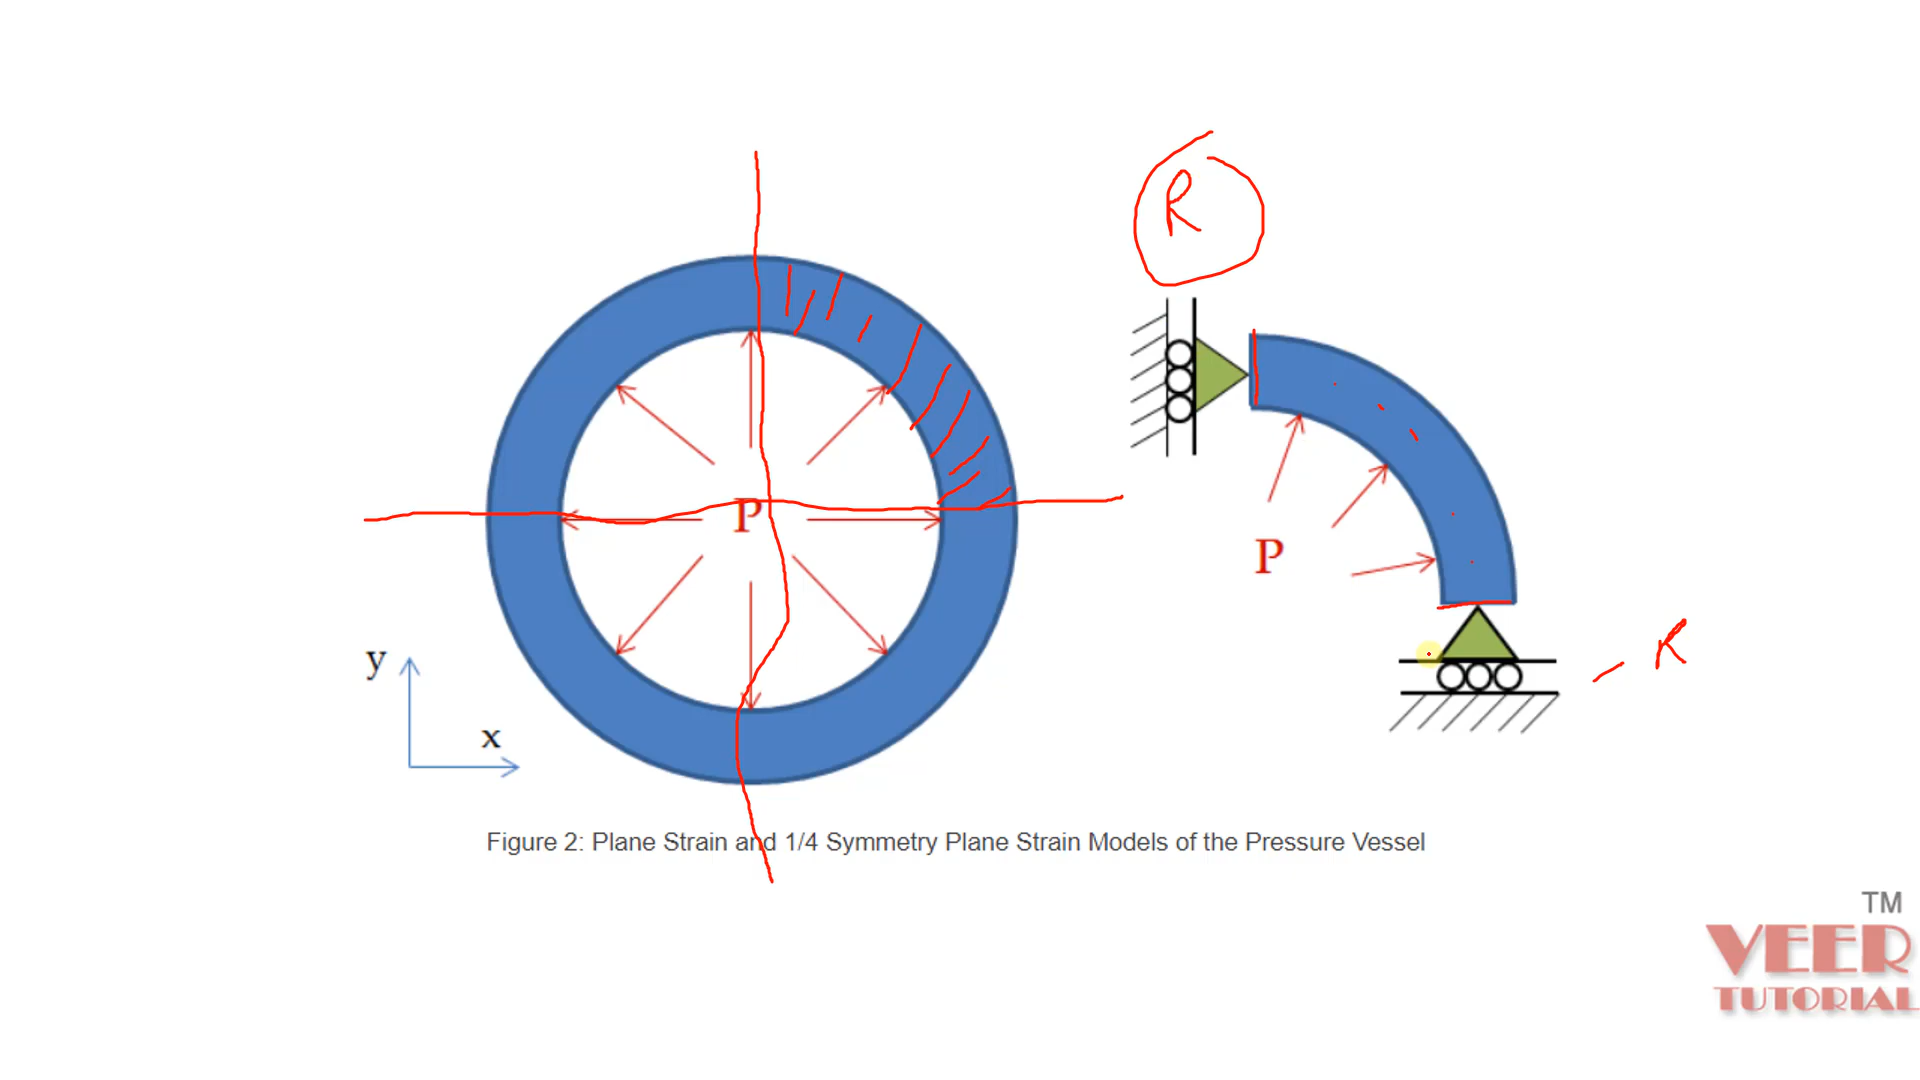 R
P
P
K
y
x
Figure 2: Plane Strain and 1/4 Symmetry Plane Strain Models of the Pressure Vessel
TM
VEER
TUTORIAL